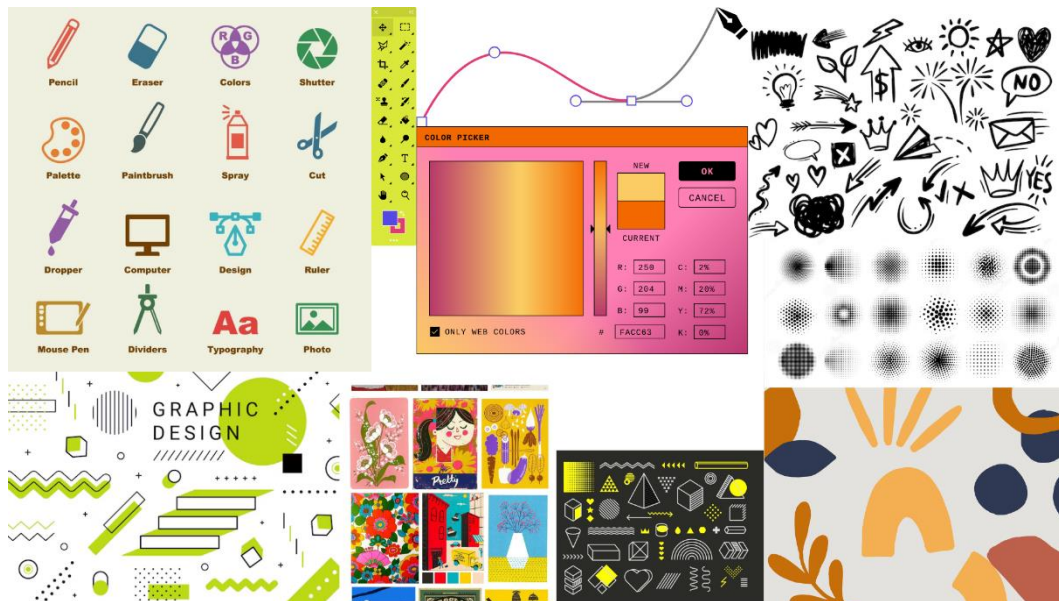 R G
B
Pencil
Eraser
Colors
Shutter
Palette
Paintbrush
Spray
Cut
Dropper
Computer
Design
Ruler
Aa
Mouse Pen
Dividers
Typography
Photo
T
COLOR PICKER
NEW
OK
CANCEL
CURRENT
R: 250
C: 2%
G: 204
M: 20%
B: 99
Y: 72%
ONLY WEB COLORS
# FACC63
K: 0%
$
NO
X
X
YES
GRAPHIC
DESIGN
Pretty